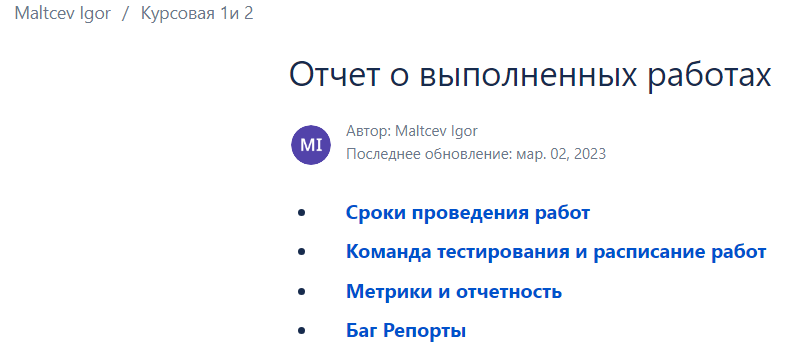 Maltcev Igor / Курсовая 1и 2
Отчет о выполненных работах
MI
Автор: Maltcev Igor
Последнее обновление: мар. 02, 2023
• Сроки проведения работ
• Команда тестирования и расписание работ
• Метрики и отчетность
• Баг Репорты